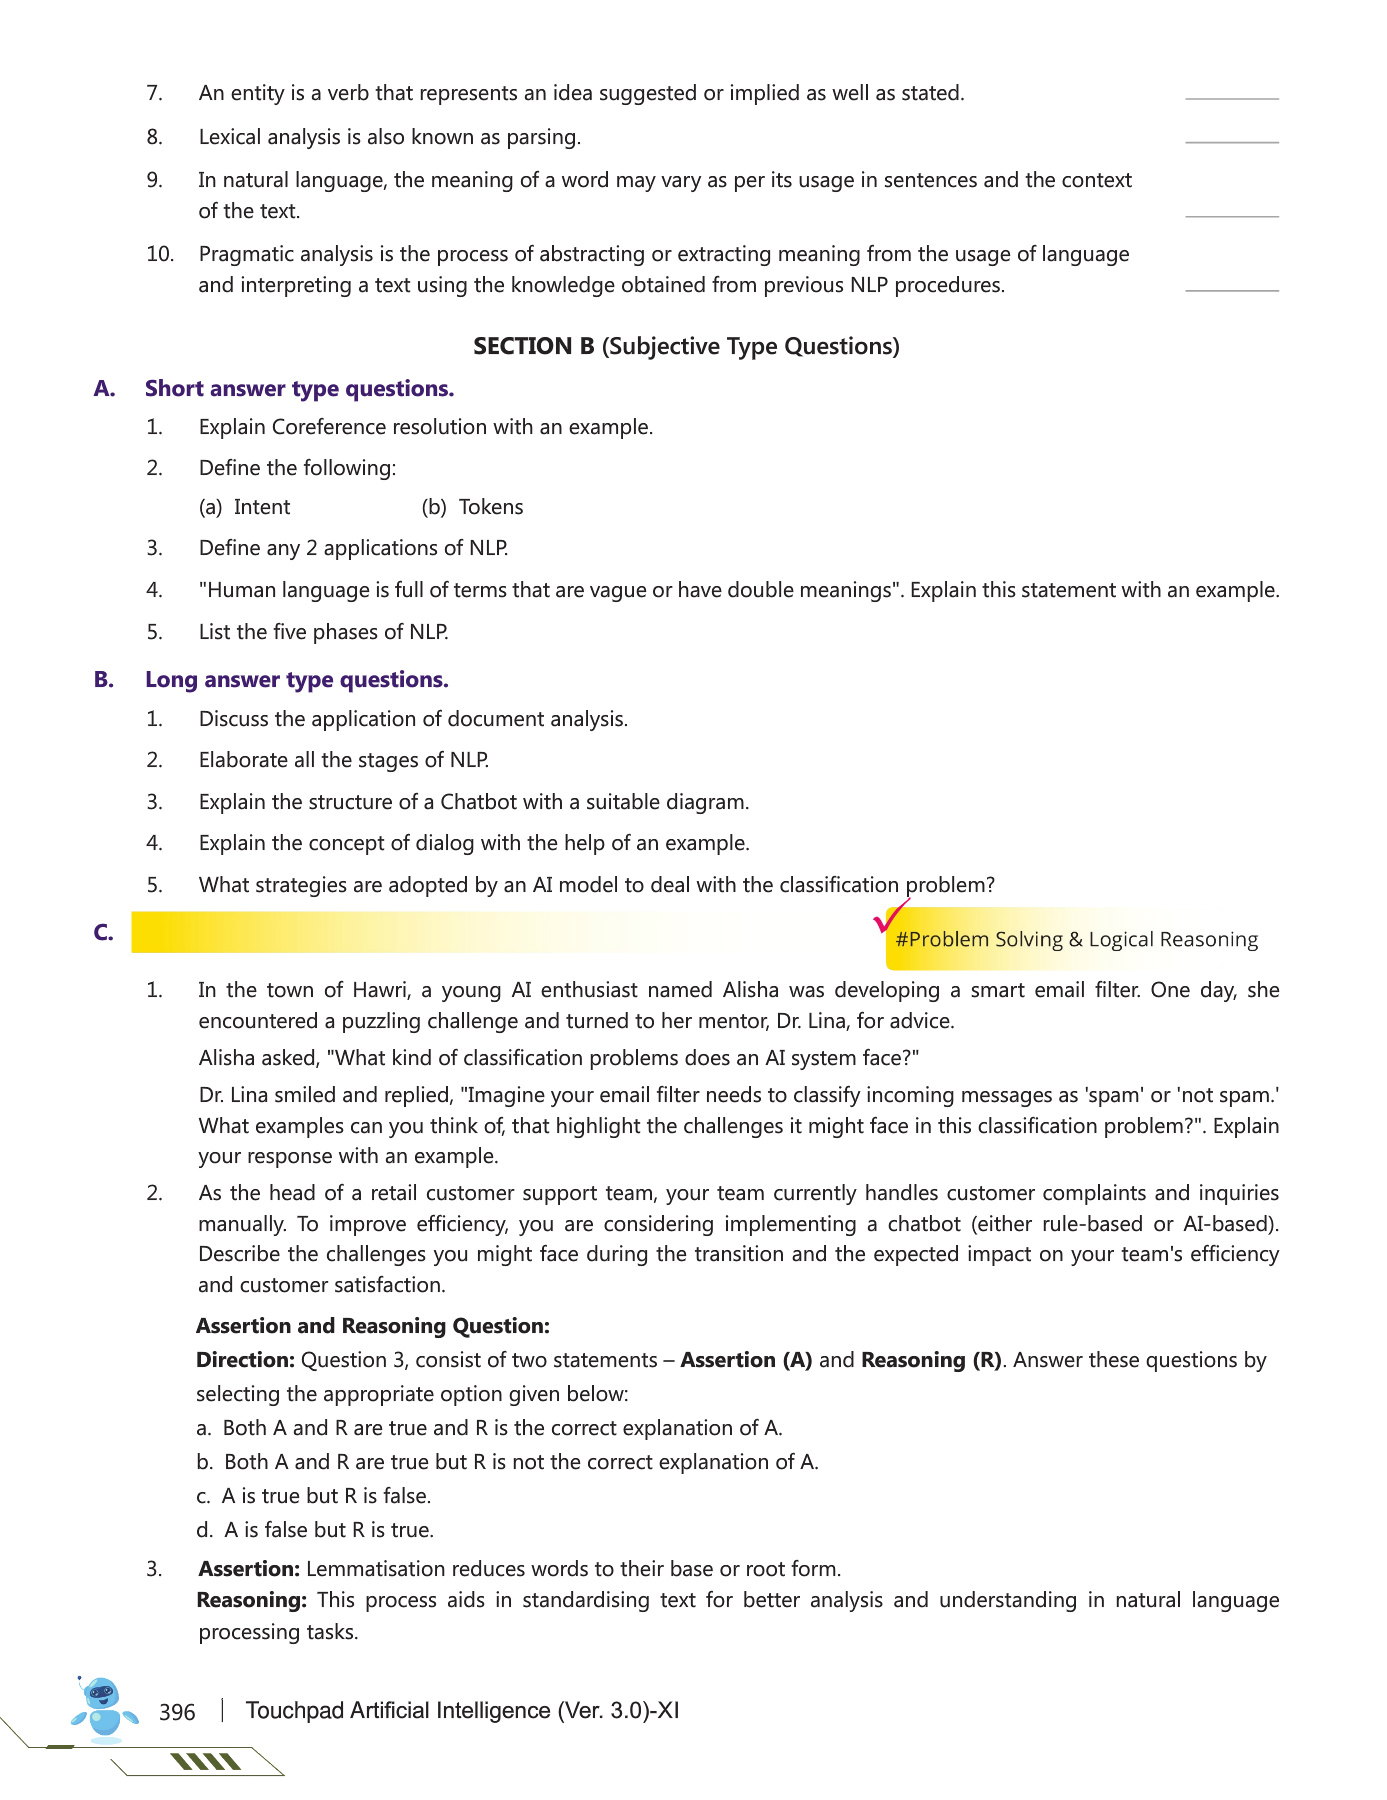 7. An entity is a verb that represents an idea suggested or implied as well as stated.
8. Lexical analysis is also known as parsing.
9. In natural language, the meaning of a word may vary as per its usage in sentences and the context
of the text.
10. Pragmatic analysis is the process of abstracting or extracting meaning from the usage of language
and interpreting a text using the knowledge obtained from previous NLP procedures.
SECTION B (Subjective Type Questions)
A. Short answer type questions.
1. Explain Coreference resolution with an example.
2. Define the following:
(a) Intent (b) Tokens
3. Define any 2 applications of NLP.
4. "Human language is full of terms that are vague or have double meanings". Explain this statement with an example.
5. List the five phases of NLP.
B. Long answer type questions.
1. Discuss the application of document analysis.
2. Elaborate all the stages of NLP.
3. Explain the structure of a Chatbot with a suitable diagram.
4. Explain the concept of dialog with the help of an example.
5. What strategies are adopted by an AI model to deal with the classification problem?
C. #Problem Solving & Logical Reasoning
1. In the town of Hawri, a young AI enthusiast named Alisha was developing a smart email filter. One day, she
encountered a puzzling challenge and turned to her mentor, Dr. Lina, for advice.
Alisha asked, "What kind of classification problems does an AI system face?"
Dr. Lina smiled and replied, "Imagine your email filter needs to classify incoming messages as 'spam' or 'not spam.'
What examples can you think of, that highlight the challenges it might face in this classification problem?". Explain
your response with an example.
2. As the head of a retail customer support team, your team currently handles customer complaints and inquiries
manually. To improve efficiency, you are considering implementing a chatbot (either rule-based or AI-based).
Describe the challenges you might face during the transition and the expected impact on your team's efficiency
and customer satisfaction.
Assertion and Reasoning Question:
Direction: Question 3, consist of two statements – Assertion (A) and Reasoning (R). Answer these questions by
selecting the appropriate option given below:
a. Both A and R are true and R is the correct explanation of A.
b. Both A and R are true but R is not the correct explanation of A.
c. A is true but R is false.
d. A is false but R is true.
3. Assertion: Lemmatisation reduces words to their base or root form.
Reasoning: This process aids in standardising text for better analysis and understanding in natural language
processing tasks.
396 Touchpad Artificial Intelligence (Ver. 3.0)-XI